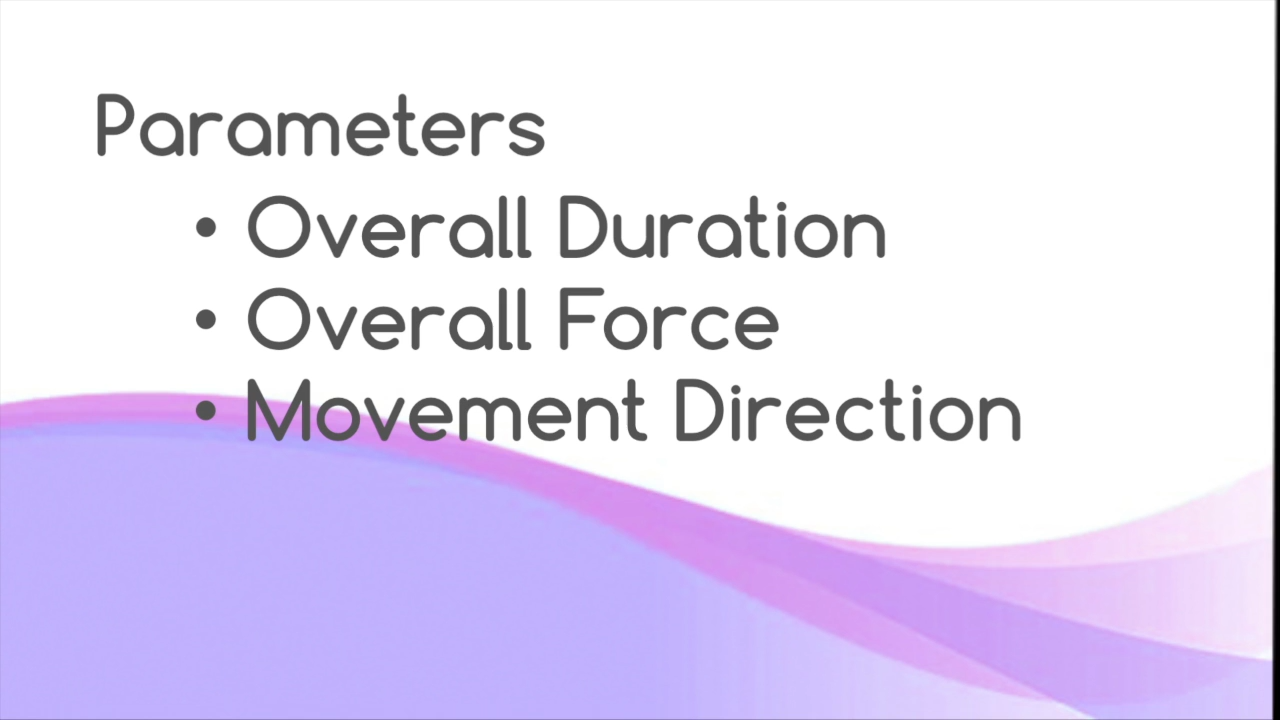 Parameters
• Overall Duration
• Overall Force
• Movement Direction